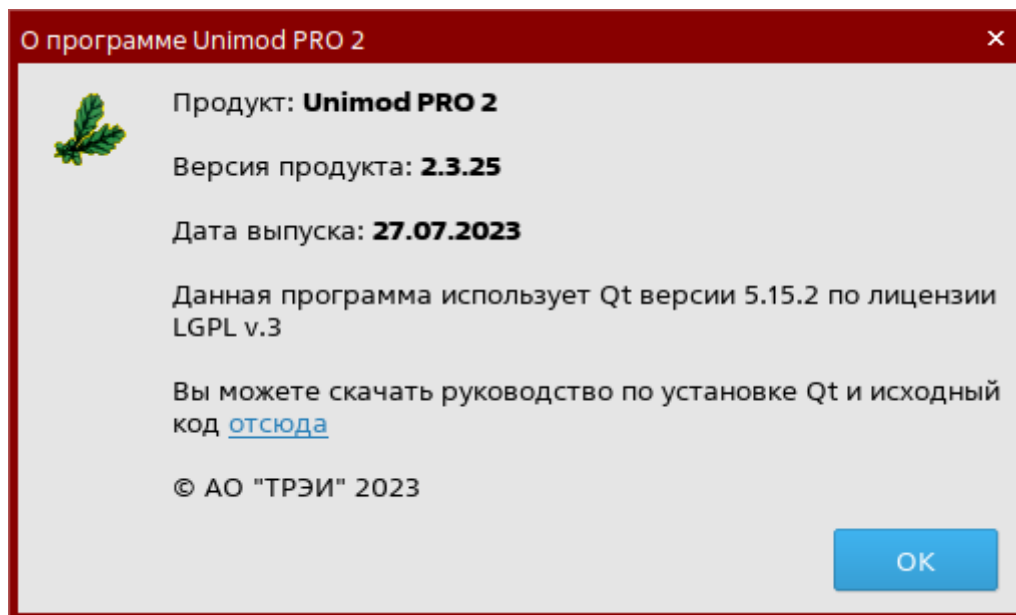 О программе Unimod PRO 2
Продукт: Unimod PRO 2
Версия продукта: 2.3.25
Дата выпуска: 27.07.2023
Данная программа использует Qt версии 5.15.2 по лицензии
LGPL v.3
Вы можете скачать руководство по установке Qt и исходный
код отсюда
© АО "ТРЭИ" 2023
ОК